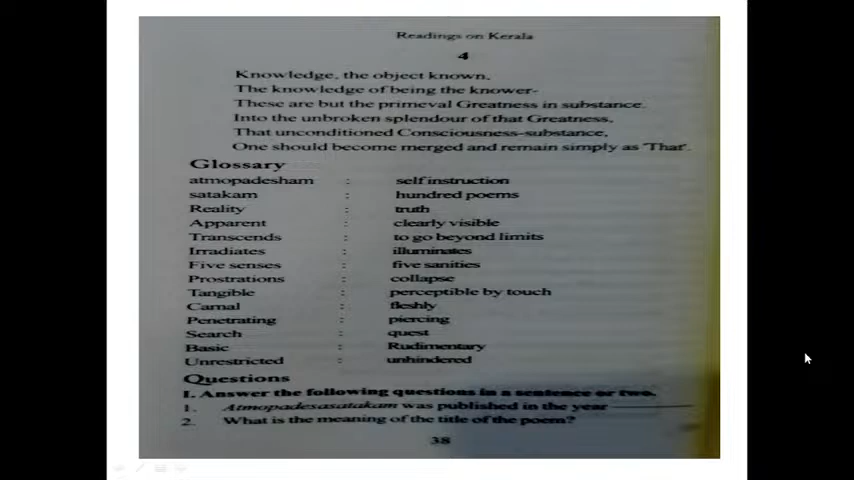 Readings on Kerala
4
Knowledge, the object known,
The knowledge of being the knower-
These are but the primeval Greatness in substance.
Into the unbroken splendour of that Greatness,
That unconditioned Consciousness-substance,
One should become merged and remain simply as 'That'.
Glossary
atmopadesham : self instruction
satakam : hundred poems
Reality : truth
Apparent : clearly visible
Transcends : to go beyond limits
Irradiates : illuminates
Five senses : five sanities
Prostrations : collapse
Tangible : perceptible by touch
Carnal : fleshly
Penetrating : piercing
Search : quest
Basic : Rudimentary
Unrestricted : unhindered
Questions
I. Answer the following questions in a sentence or two.
1. Atmopadesasatakam was published in the year ________
2. What is the meaning of the title of the poem?
38